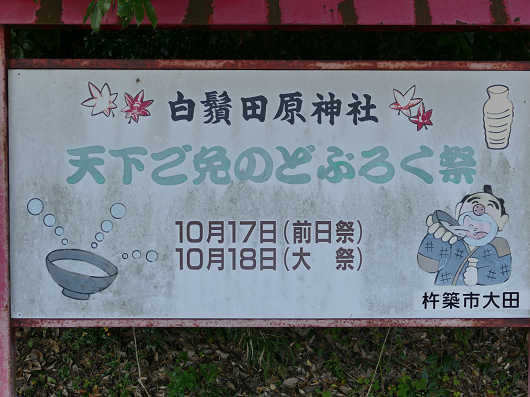 白鬚田原神社
天下ご免のどぶろく祭
10月17日(前日祭)
10月18日(大　祭)
杵築市大田